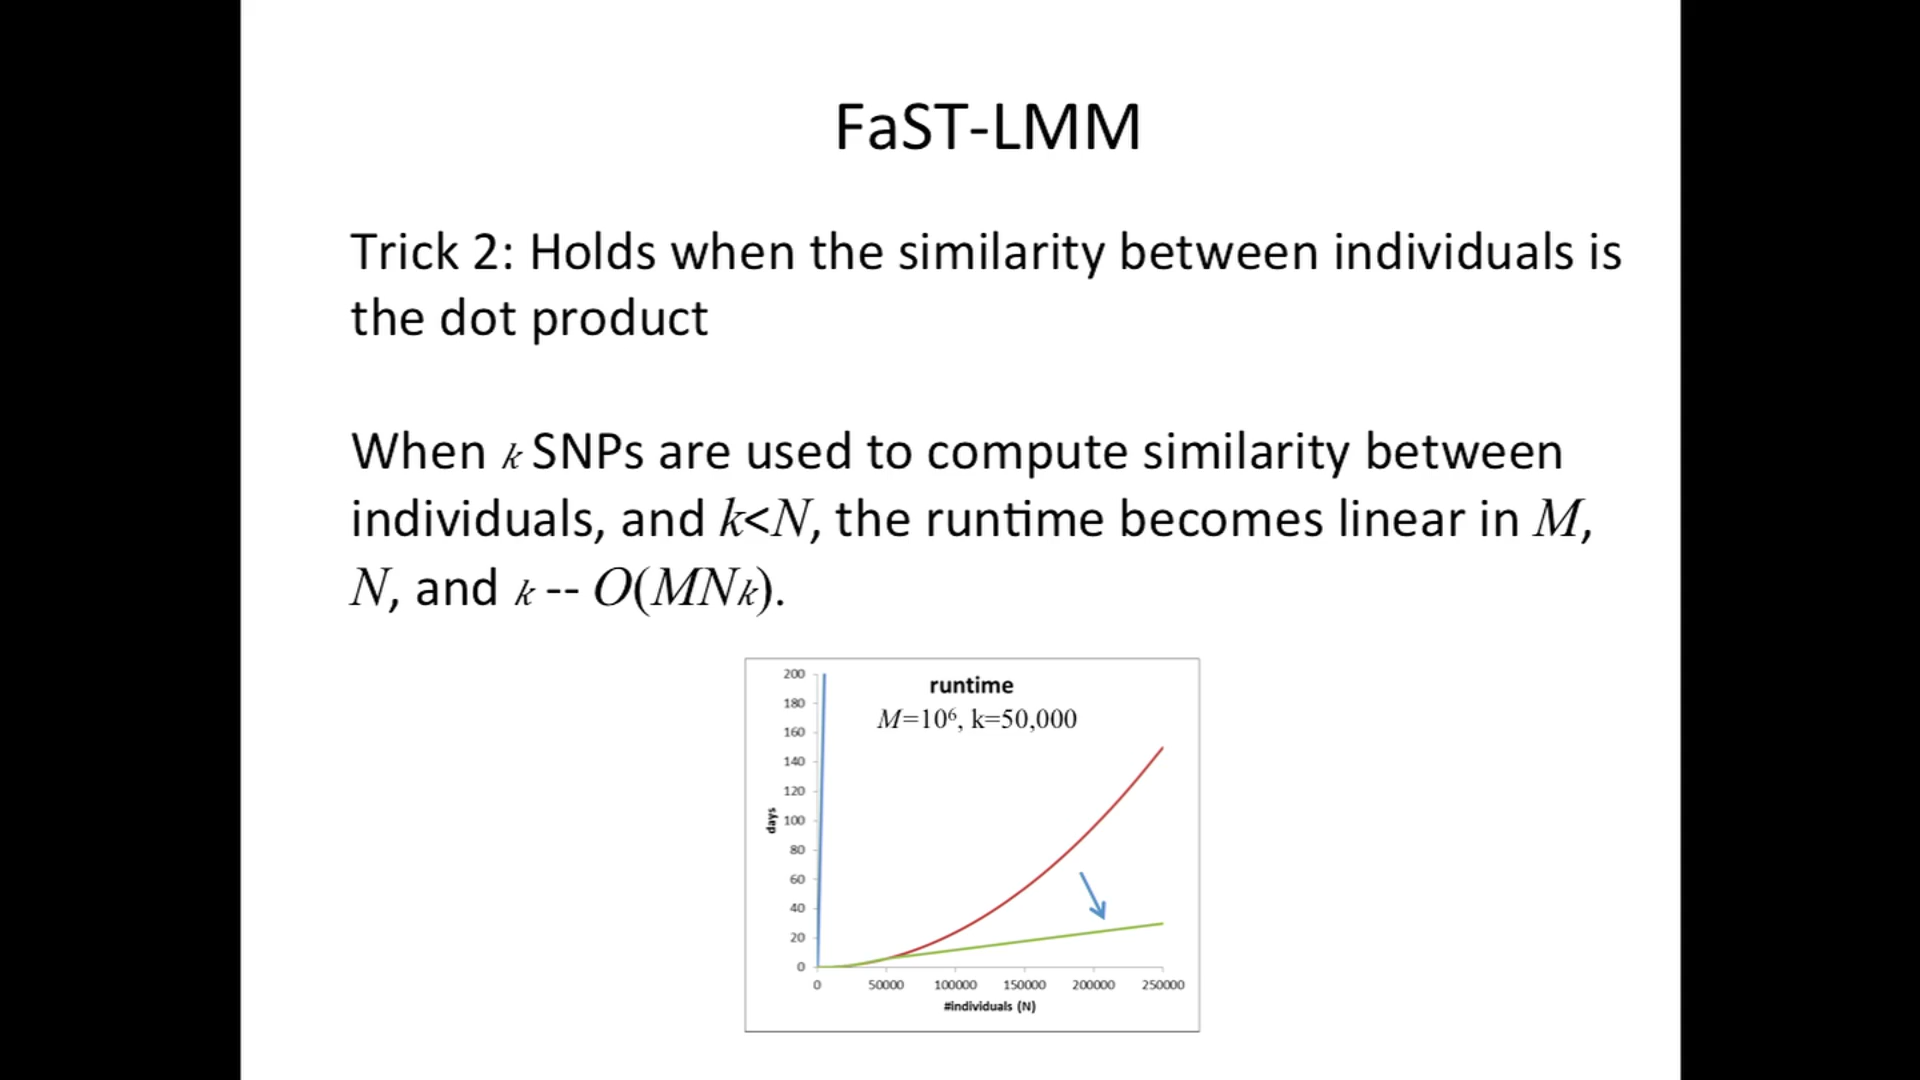 FaST-LMM
Trick 2: Holds when the similarity between individuals is
the dot product
When k SNPs are used to compute similarity between
individuals, and k<N, the runtime becomes linear in M,
N, and k -- O(MNk).
runtime
M=10⁶, k=50,000
200
180
160
140
120
100
80
60
40
20
0
days
0 50000 100000 150000 200000 250000
#individuals (N)